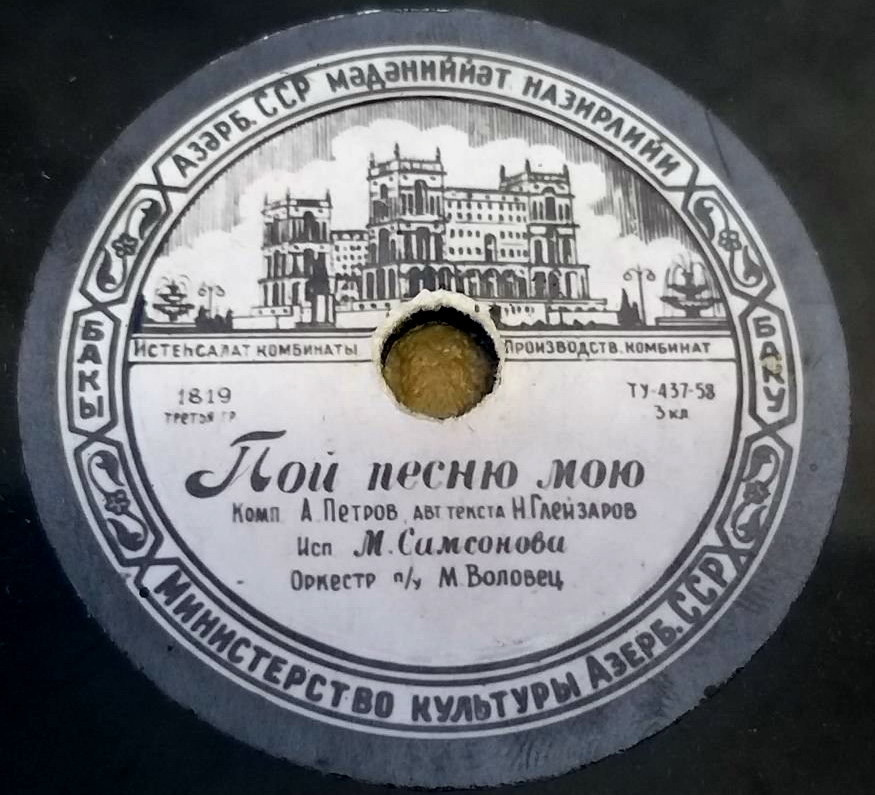 АЗӘРБ. ССР МӘДӘНИЙЙӘТ НАЗИРЛИЙИ
БАКЫ
БАКУ
ИСТЕҺСАЛАТ КОМБИНАТЫ
ПРОИЗВОДСТВ. КОМБИНАТ
1819
ТРЕТЬЯ ГР
ТУ-437-58
3 кл
Пой песню мою
Комп А. Петров, авт текста Н. Глейзаров
Исп М. Самсонова
Оркестр п/у М. Воловец
МИНИСТЕРСТВО КУЛЬТУРЫ АЗЕРБ. ССР